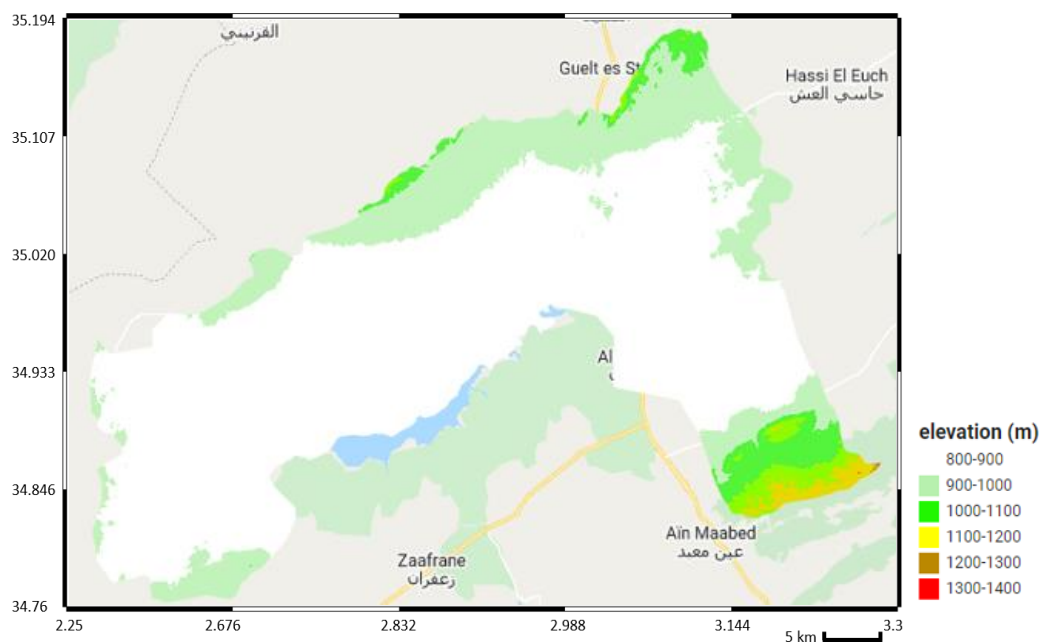 35.194
القرنيني
Guelt es St
Hassi El Euch
حاسي العش
35.107
35.020
34.933
Al
elevation (m)
800-900
34.846
900-1000
1000-1100
Aïn Maabed
عين معبد
1100-1200
Zaafrane
زعفران
1200-1300
1300-1400
34.76
2.25
2.676
2.832
2.988
3.144
3.3
5 km